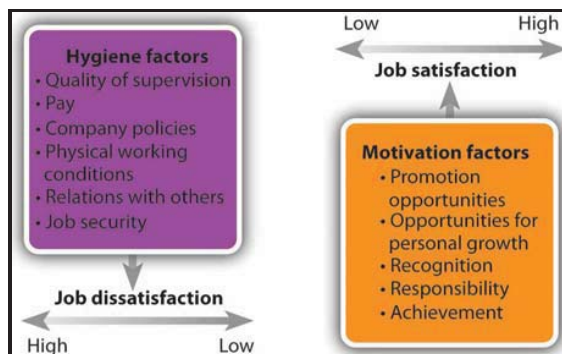 Hygiene factors
• Quality of supervision
• Pay
• Company policies
• Physical working
conditions
• Relations with others
• Job security
Job dissatisfaction
High Low
Low High
Job satisfaction
Motivation factors
• Promotion
opportunities
• Opportunities for
personal growth
• Recognition
• Responsibility
• Achievement